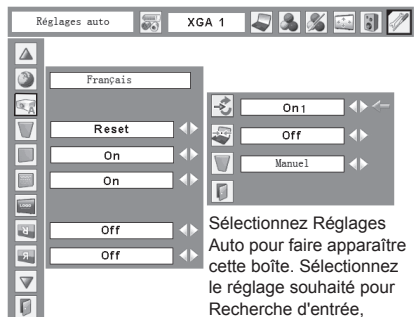 Réglages auto
XGA 1
Français
Reset
On
On
LOGO
Off
Off
On1
Off
Manuel
Sélectionnez Réglages
Auto pour faire apparaître
cette boîte. Sélectionnez
le réglage souhaité pour
Recherche d'entrée,